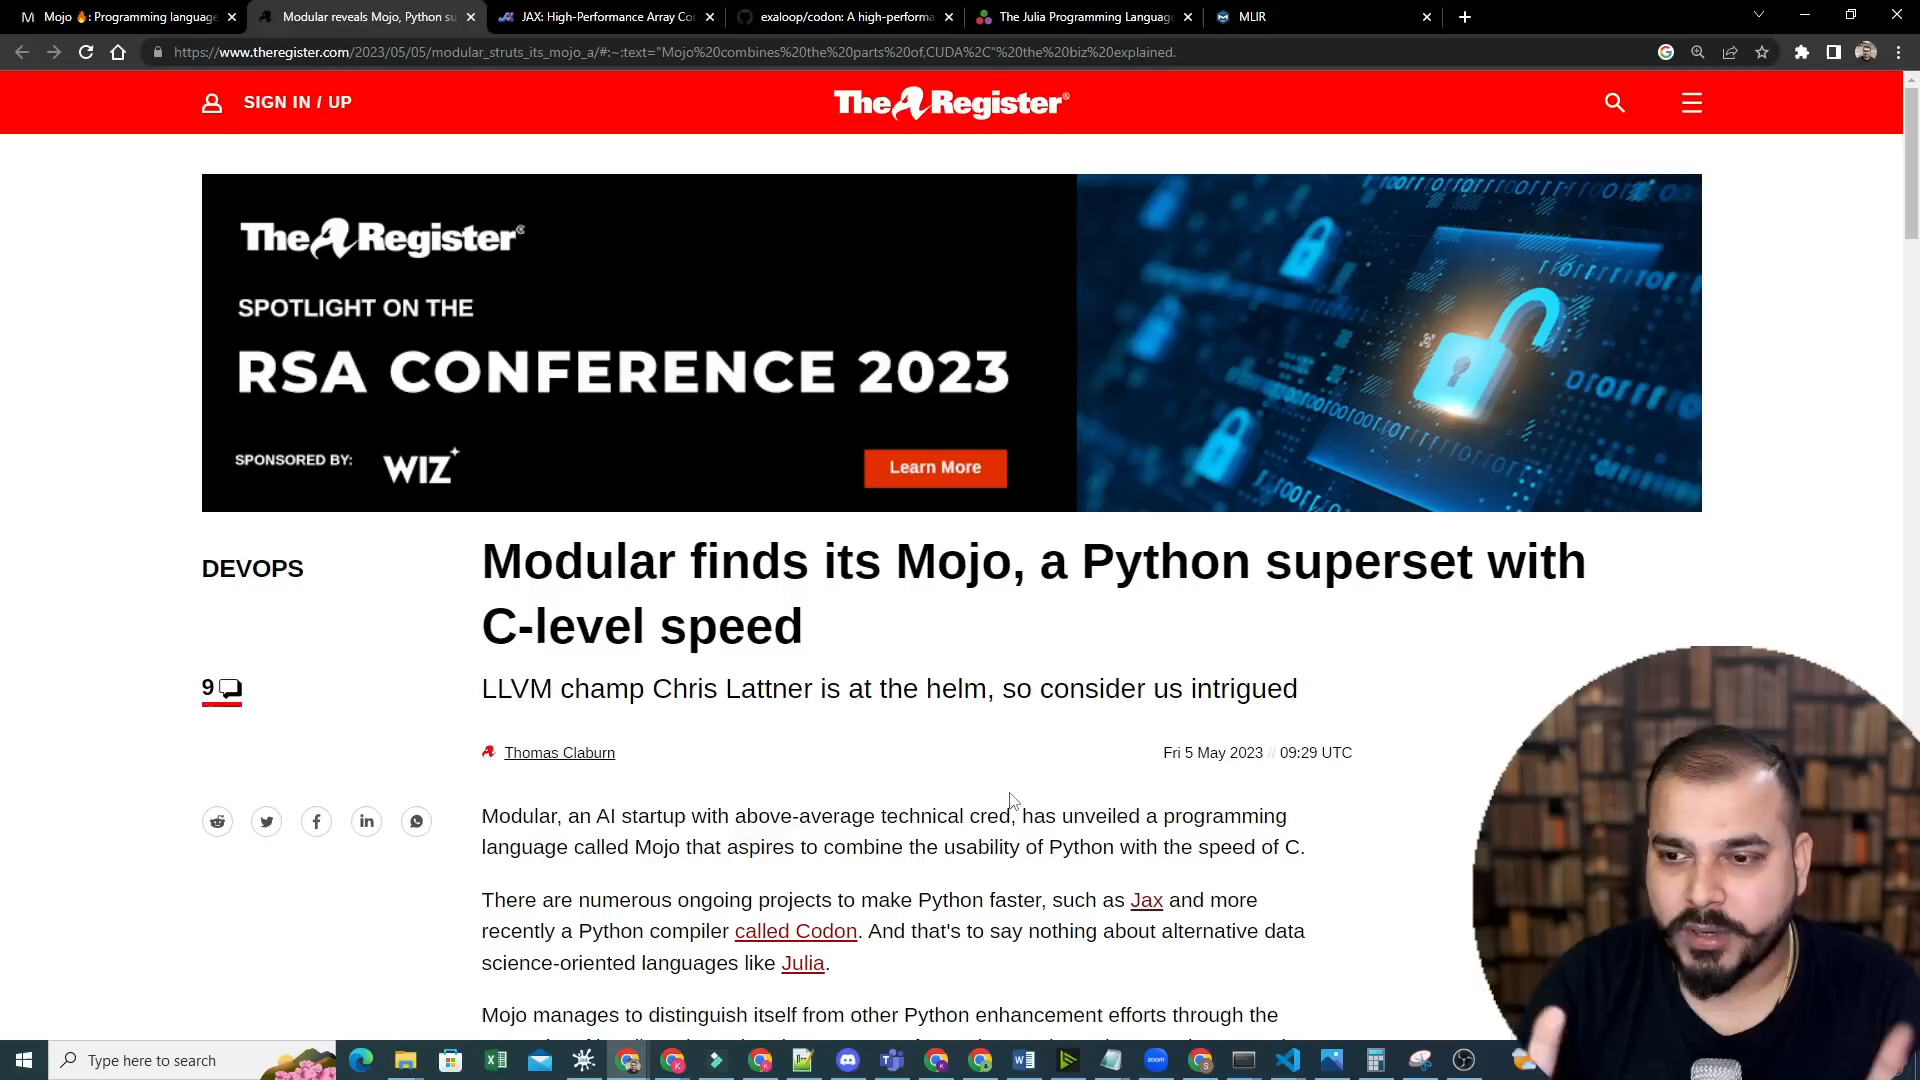 Mojo 🔥: Programming language
Modular reveals Mojo, Python su
JAX: High-Performance Array Co
exaloop/codon: A high-performa
The Julia Programming Language
MLIR
https://www.theregister.com/2023/05/05/modular_struts_its_mojo_a/#:~:text="Mojo%20combines%20the%20parts%20of,CUDA%2C"%20the%20biz%20explained.
SIGN IN / UP
The Register
The Register
SPOTLIGHT ON THE
RSA CONFERENCE 2023
SPONSORED BY: WIZ
Learn More
DEVOPS
Modular finds its Mojo, a Python superset with
C-level speed
9
LLVM champ Chris Lattner is at the helm, so consider us intrigued
Thomas Claburn
Fri 5 May 2023 // 09:29 UTC
Modular, an AI startup with above-average technical cred, has unveiled a programming
language called Mojo that aspires to combine the usability of Python with the speed of C.
There are numerous ongoing projects to make Python faster, such as Jax and more
recently a Python compiler called Codon. And that's to say nothing about alternative data
science-oriented languages like Julia.
Mojo manages to distinguish itself from other Python enhancement efforts through the
Type here to search